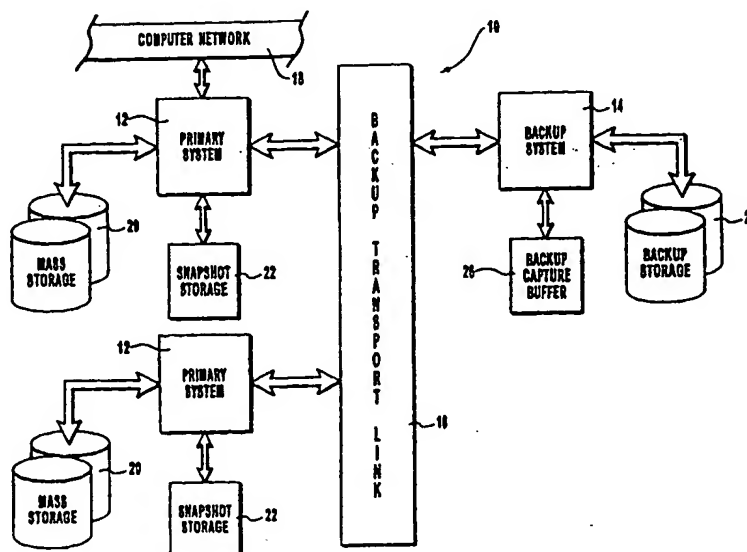 COMPUTER NETWORK
18
10
12
PRIMARY
SYSTEM
20
MASS
STORAGE
SNAPSHOT
STORAGE
22
BACKUP TRANSPORT LINK
16
14
BACKUP
SYSTEM
BACKUP
CAPTURE
BUFFER
26
BACKUP
STORAGE
12
PRIMARY
SYSTEM
20
MASS
STORAGE
SNAPSHOT
STORAGE
22